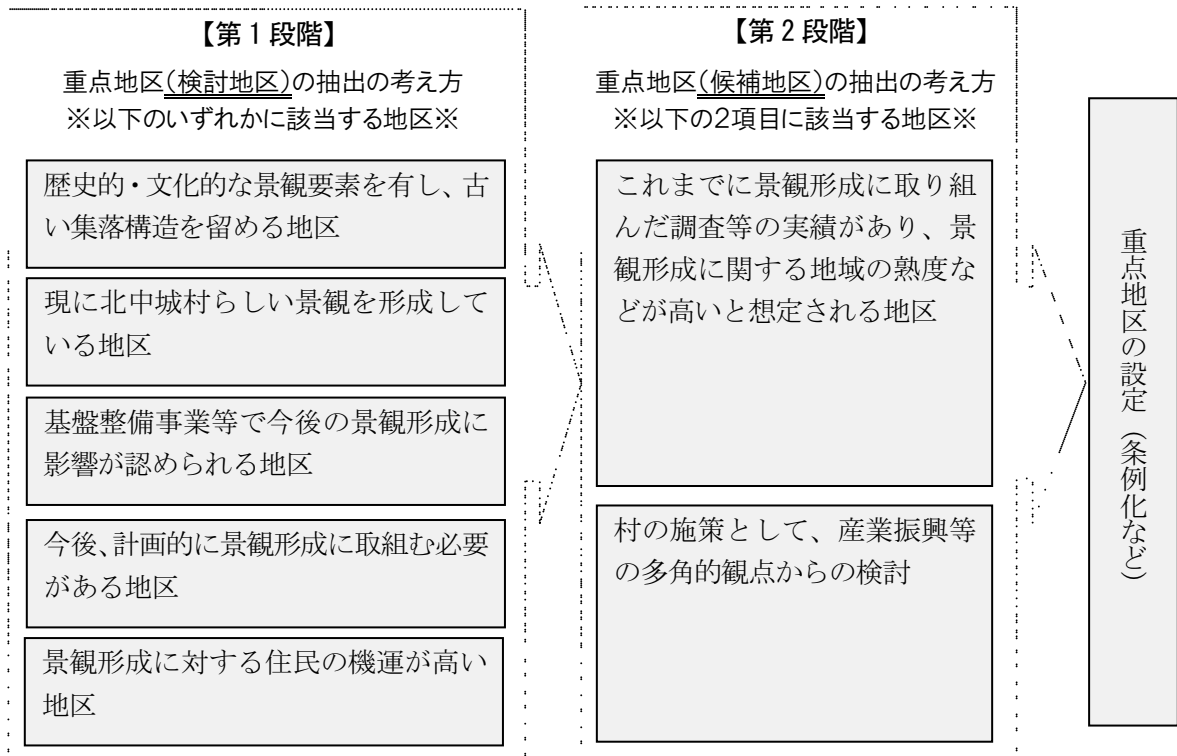 【第1段階】
重点地区(検討地区)の抽出の考え方
※以下のいずれかに該当する地区※
歴史的・文化的な景観要素を有し、古
い集落構造を留める地区
現に北中城村らしい景観を形成して
いる地区
基盤整備事業等で今後の景観形成に
影響が認められる地区
今後、計画的に景観形成に取組む必要
がある地区
景観形成に対する住民の機運が高い
地区
【第2段階】
重点地区(候補地区)の抽出の考え方
※以下の2項目に該当する地区※
これまでに景観形成に取り組
んだ調査等の実績があり、景
観形成に関する地域の熟度な
どが高いと想定される地区
村の施策として、産業振興等
の多角的観点からの検討
重点地区の設定（条例化など）